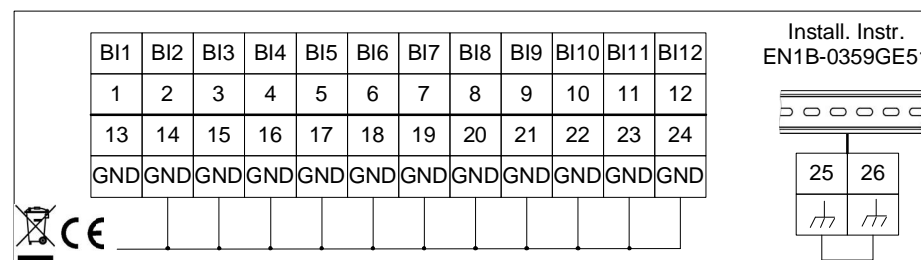 BI1 BI2 BI3 BI4 BI5 BI6 BI7 BI8 BI9 BI10 BI11 BI12
1 2 3 4 5 6 7 8 9 10 11 12
13 14 15 16 17 18 19 20 21 22 23 24
GND GND GND GND GND GND GND GND GND GND GND GND
CE
Install. Instr.
EN1B-0359GE51
25 26